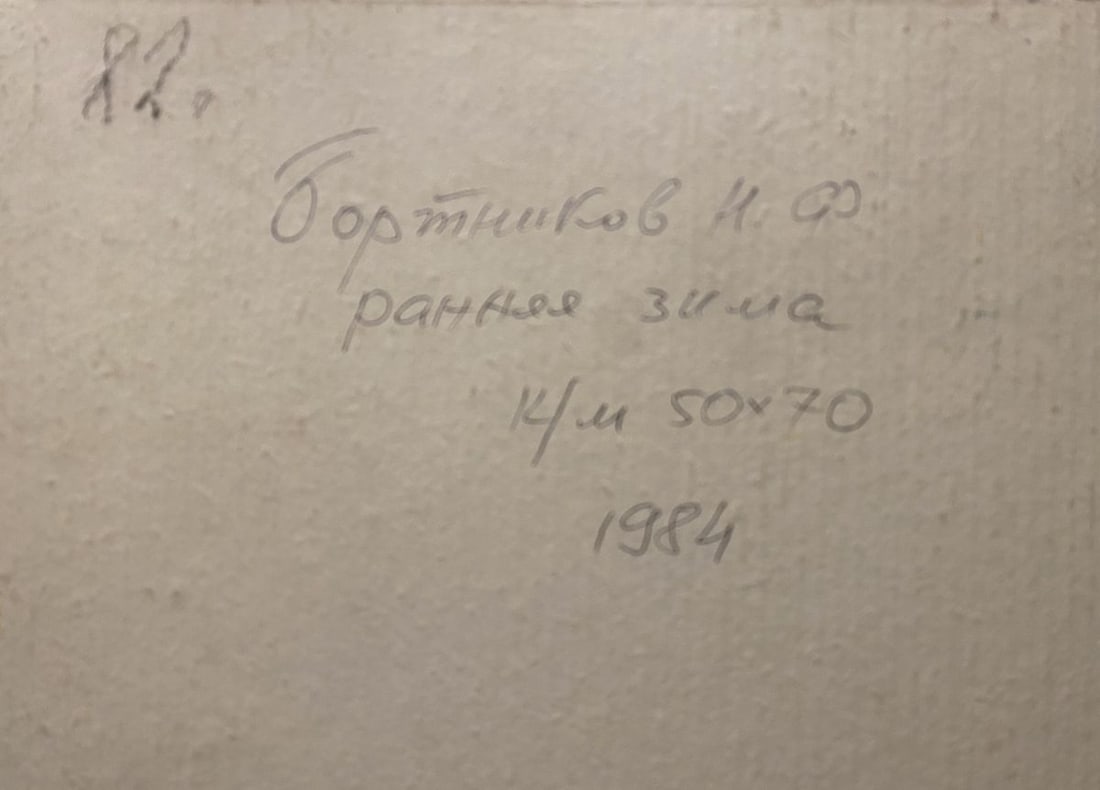 82.
Бортников Н. Ф.
ранняя зима
к/м 50×70
1984